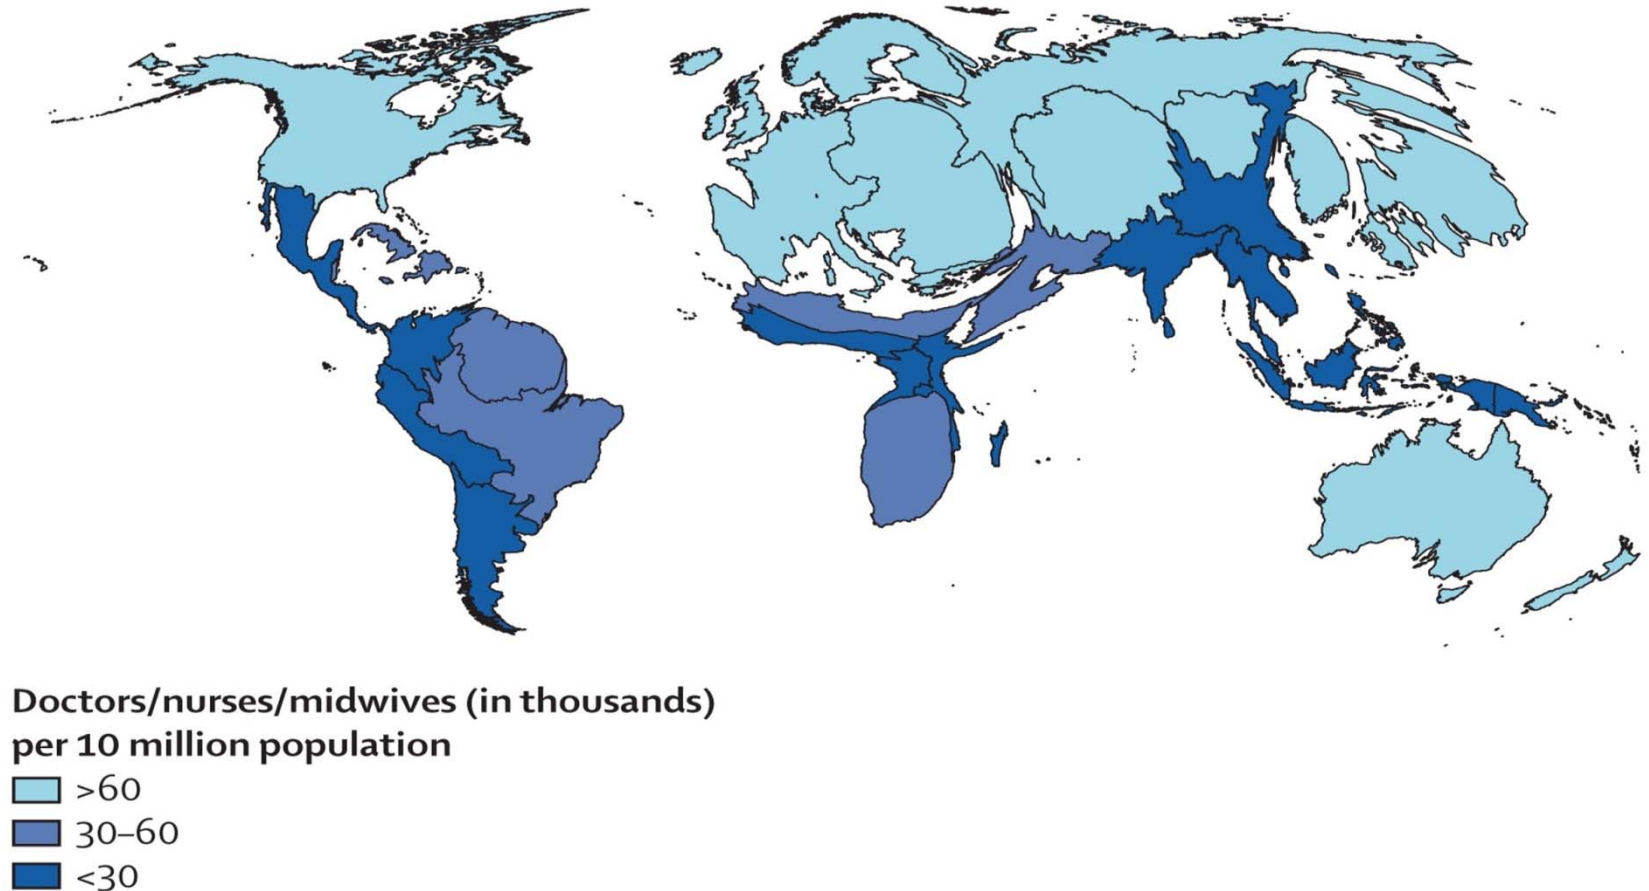 Doctors/nurses/midwives (in thousands)
per 10 million population
>60
30–60
<30